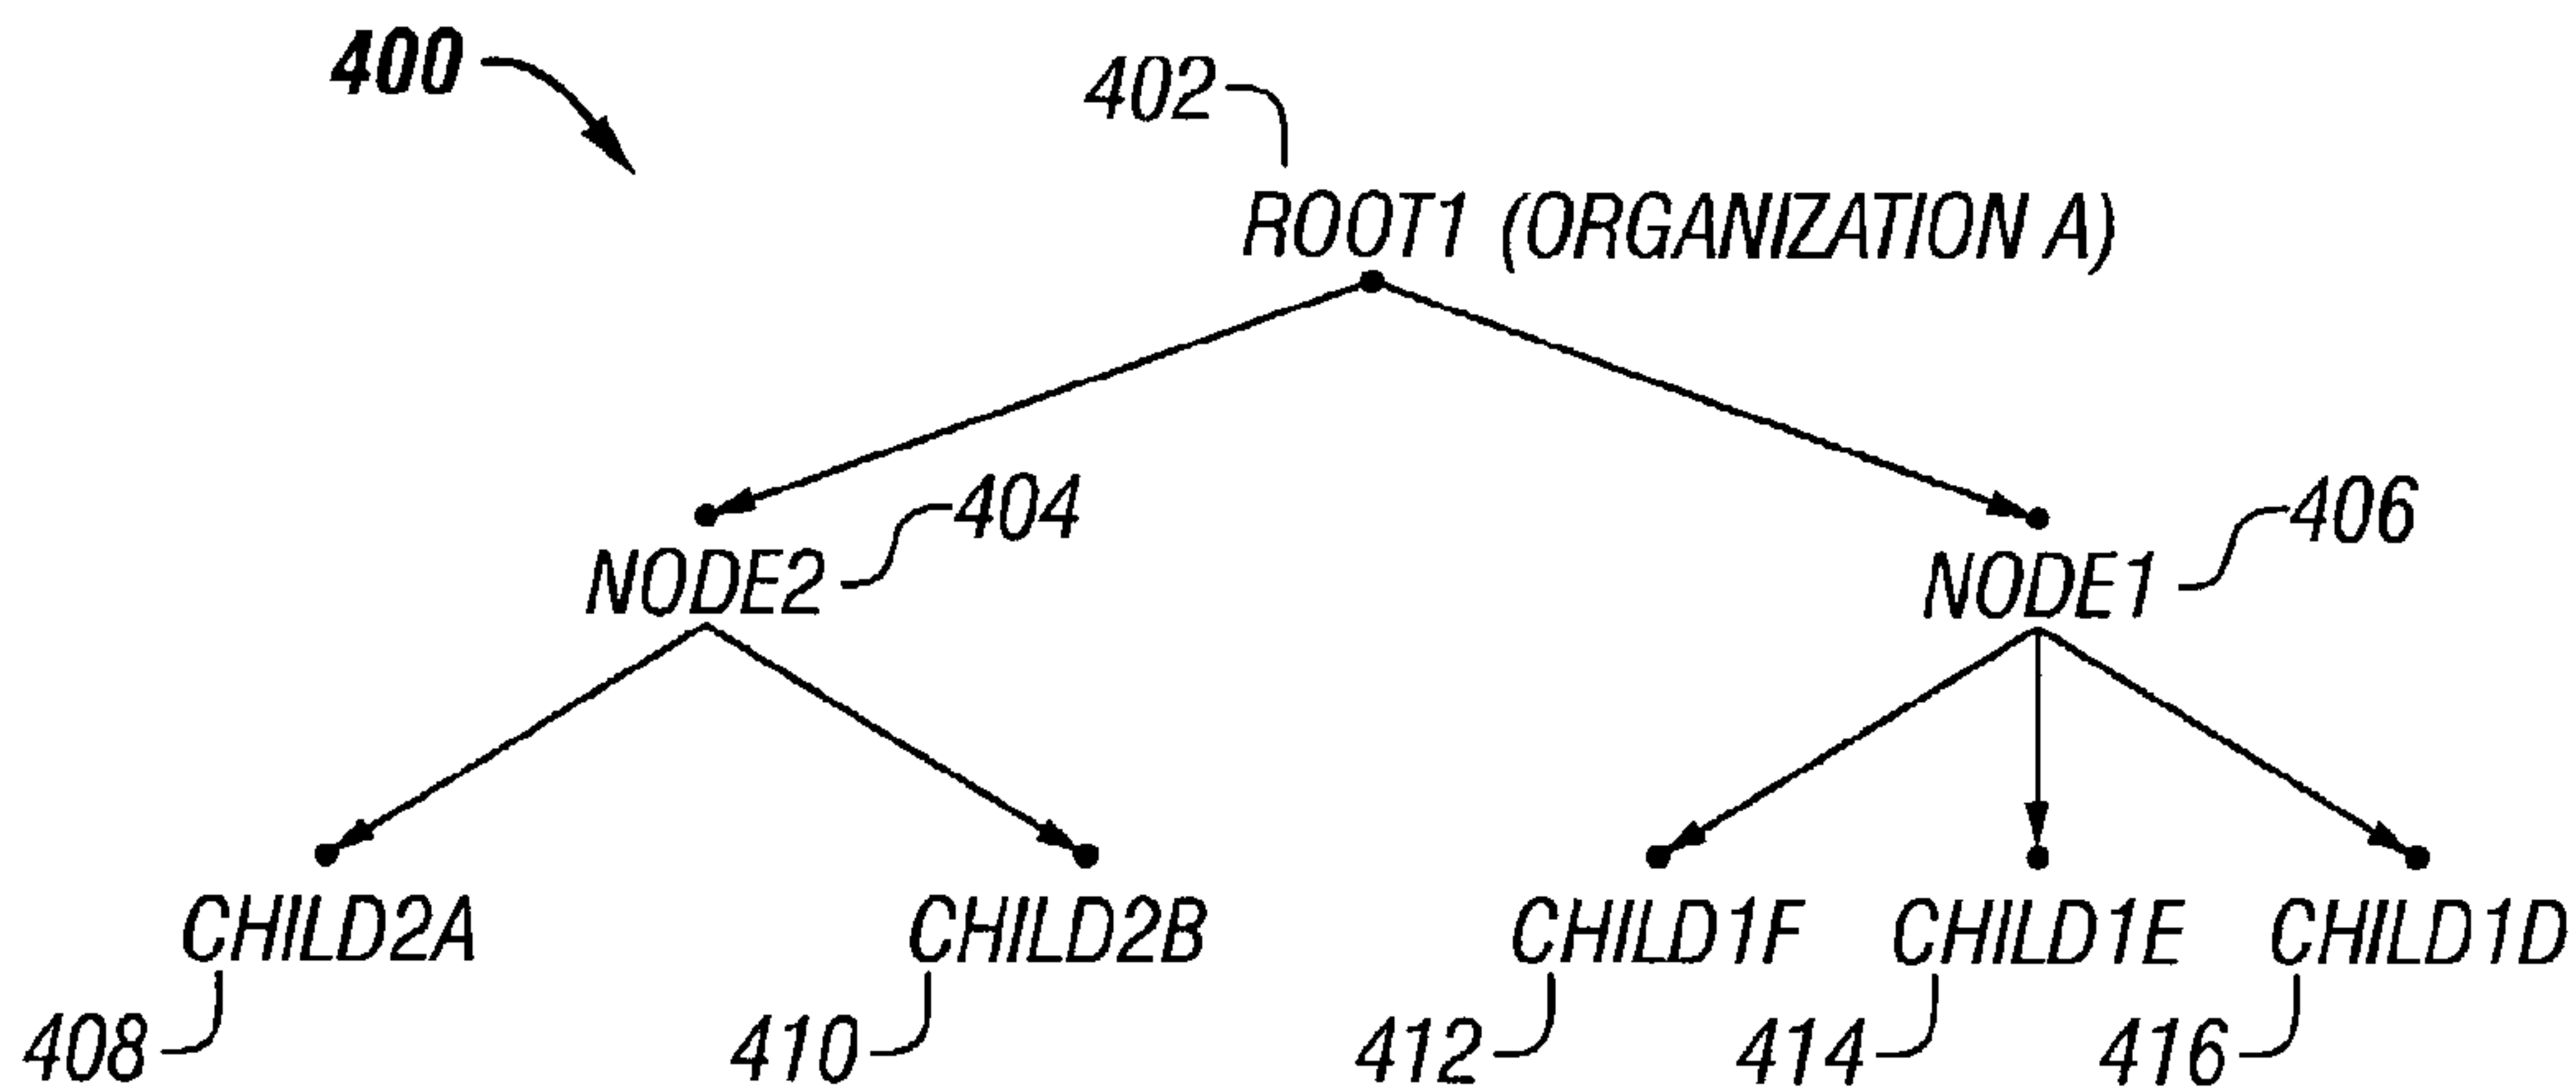 400
402
ROOT1 (ORGANIZATION A)
404
406
NODE2
NODE1
CHILD2A
CHILD2B
CHILD1F
CHILD1E
CHILD1D
408
410
412
414
416